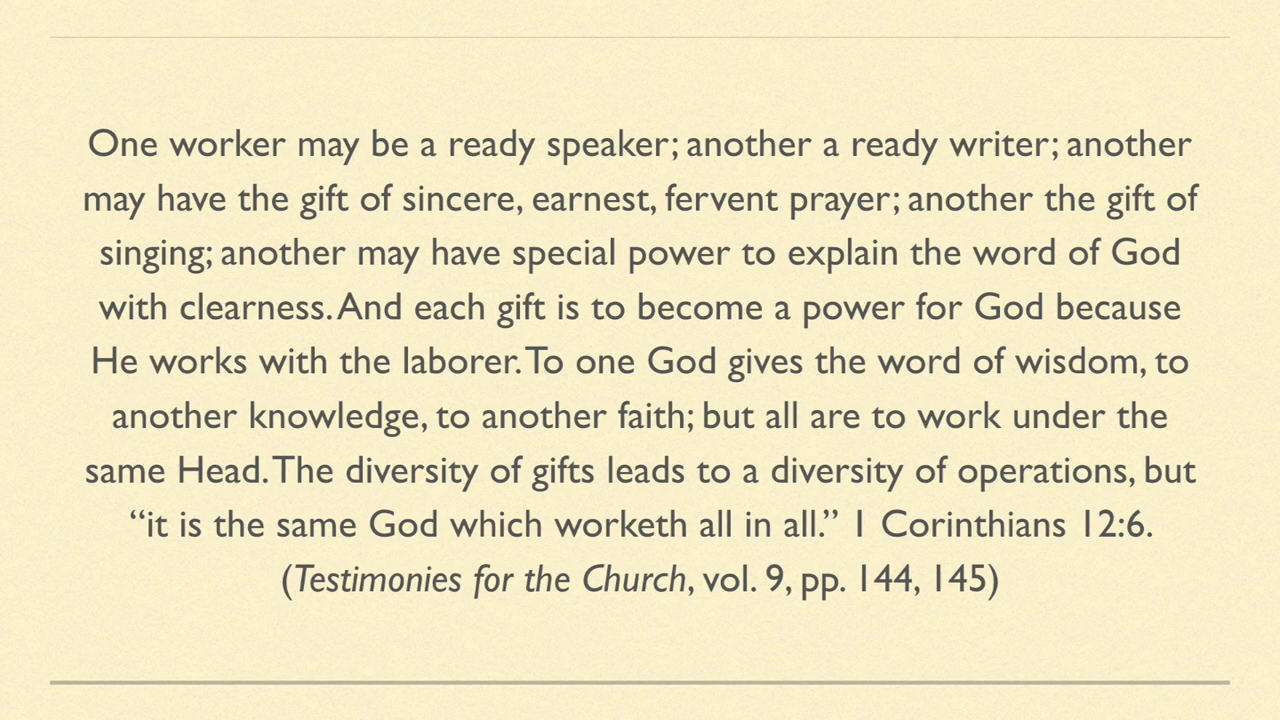 One worker may be a ready speaker; another a ready writer; another
may have the gift of sincere, earnest, fervent prayer; another the gift of
singing; another may have special power to explain the word of God
with clearness. And each gift is to become a power for God because
He works with the laborer. To one God gives the word of wisdom, to
another knowledge, to another faith; but all are to work under the
same Head. The diversity of gifts leads to a diversity of operations, but
“it is the same God which worketh all in all.” 1 Corinthians 12:6.
(Testimonies for the Church, vol. 9, pp. 144, 145)